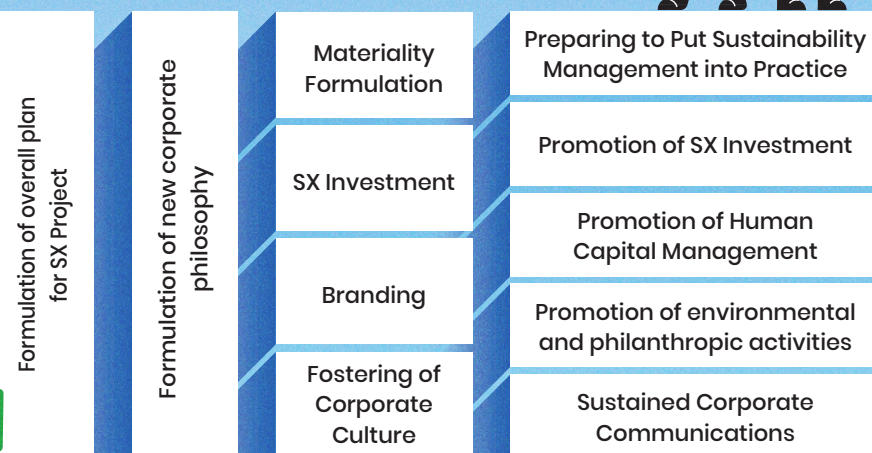 Formulation of overall plan
for SX Project
Formulation of new corporate
philosophy
Materiality
Formulation
SX Investment
Branding
Fostering of
Corporate
Culture
Preparing to Put Sustainability
Management into Practice
Promotion of SX Investment
Promotion of Human
Capital Management
Promotion of environmental
and philanthropic activities
Sustained Corporate
Communications